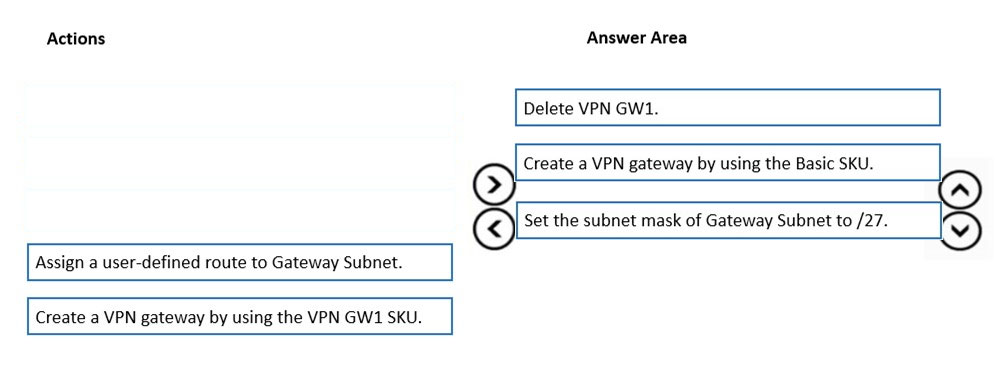 Actions
Answer Area
Delete VPN GW1.
Create a VPN gateway by using the Basic SKU.
Set the subnet mask of Gateway Subnet to /27.
Assign a user-defined route to Gateway Subnet.
Create a VPN gateway by using the VPN GW1 SKU.